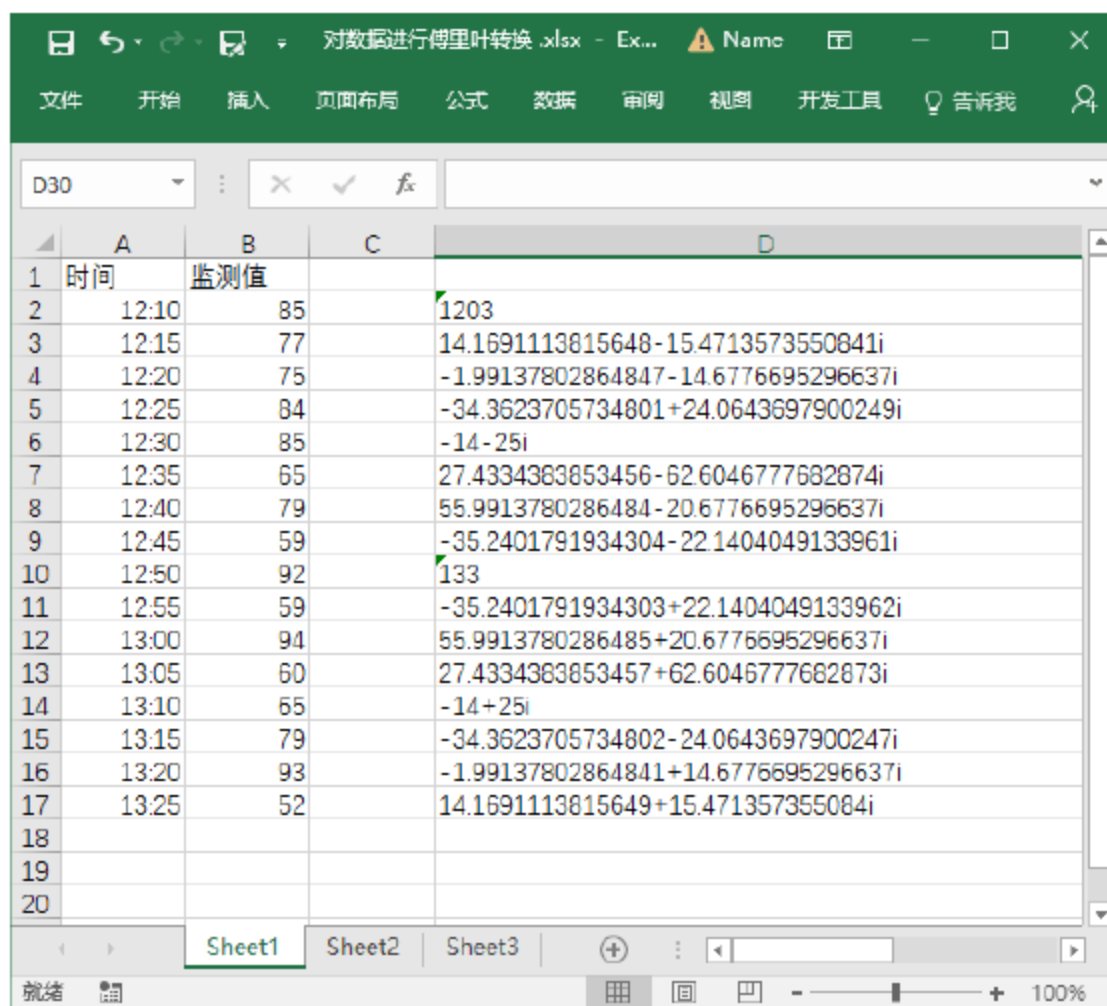 对数据进行傅里叶转换 .xlsx - Ex... Name
文件 开始 插入 页面布局 公式 数据 审阅 视图 开发工具 告诉我
D30 fx
A B C D
1 时间 监测值
2 12:10 85 1203
3 12:15 77 14.1691113815648-15.4713573550841i
4 12:20 75 -1.99137802864847-14.6776695296637i
5 12:25 84 -34.3623705734801+24.0643697900249i
6 12:30 85 -14-25i
7 12:35 65 27.4334383853456-62.6046777682874i
8 12:40 79 55.9913780286484-20.6776695296637i
9 12:45 59 -35.2401791934304-22.1404049133961i
10 12:50 92 133
11 12:55 59 -35.2401791934303+22.1404049133962i
12 13:00 94 55.9913780286485+20.6776695296637i
13 13:05 60 27.4334383853457+62.6046777682873i
14 13:10 65 -14+25i
15 13:15 79 -34.3623705734802-24.0643697900247i
16 13:20 93 -1.99137802864841+14.6776695296637i
17 13:25 52 14.1691113815649+15.471357355084i
18
19
20
Sheet1 Sheet2 Sheet3
就绪 100%